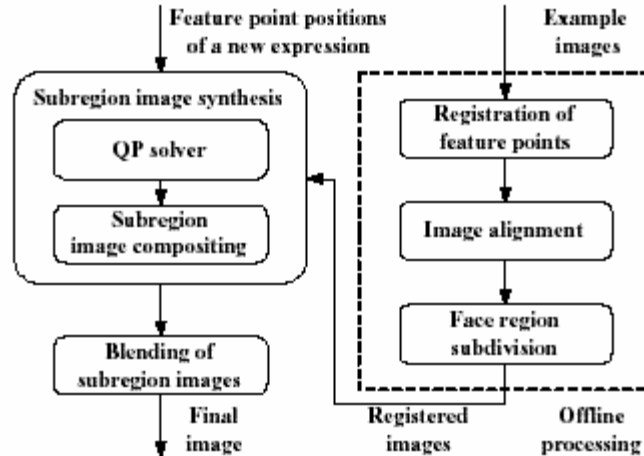 Feature point positions
of a new expression
Subregion image synthesis
QP solver
Subregion
image compositing
Blending of
subregion images
Final
image
Example
images
Registration of
feature points
Image alignment
Face region
subdivision
Registered
images
Offline
processing